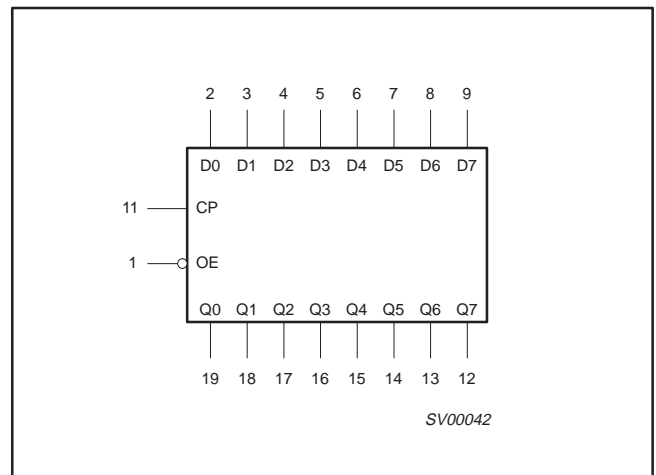 2 3 4 5 6 7 8 9
D0 D1 D2 D3 D4 D5 D6 D7
11 CP
1 OE
Q0 Q1 Q2 Q3 Q4 Q5 Q6 Q7
19 18 17 16 15 14 13 12
SV00042